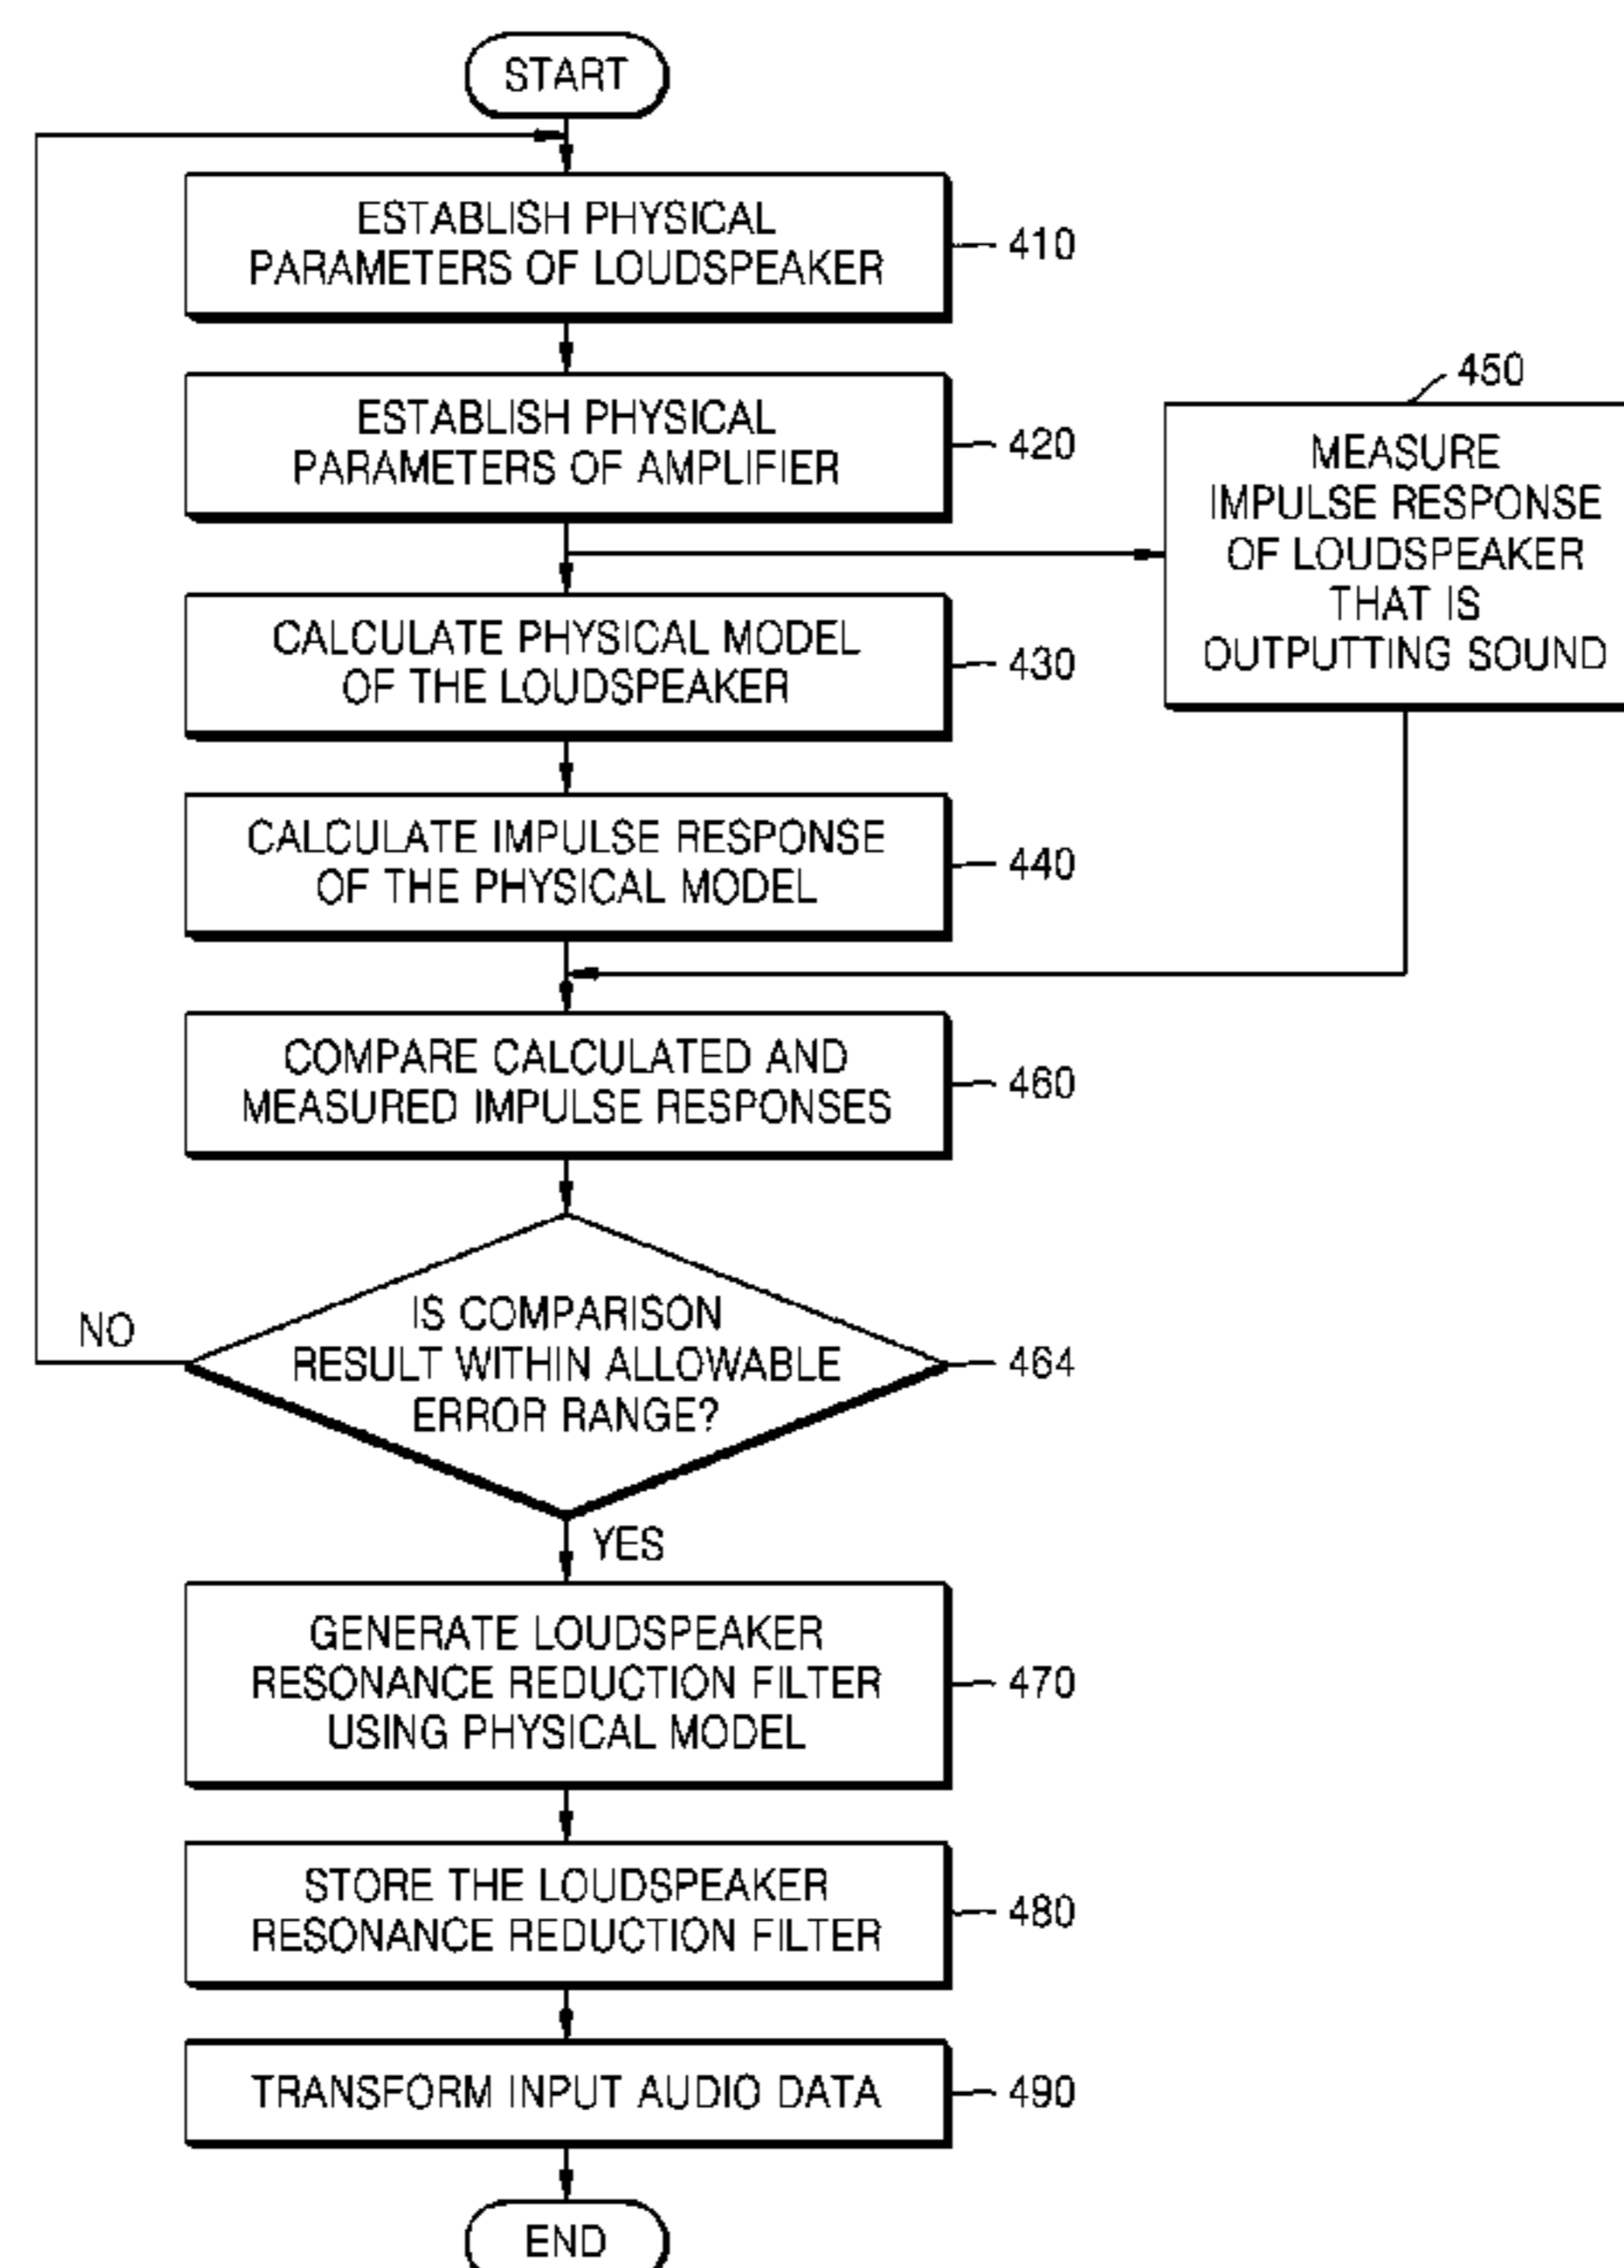 START
ESTABLISH PHYSICAL
PARAMETERS OF LOUDSPEAKER
410
ESTABLISH PHYSICAL
PARAMETERS OF AMPLIFIER
420
450
MEASURE
IMPULSE RESPONSE
OF LOUDSPEAKER
THAT IS
OUTPUTTING SOUND
CALCULATE PHYSICAL MODEL
OF THE LOUDSPEAKER
430
CALCULATE IMPULSE RESPONSE
OF THE PHYSICAL MODEL
440
COMPARE CALCULATED AND
MEASURED IMPULSE RESPONSES
460
NO
IS COMPARISON
RESULT WITHIN ALLOWABLE
ERROR RANGE?
464
YES
GENERATE LOUDSPEAKER
RESONANCE REDUCTION FILTER
USING PHYSICAL MODEL
470
STORE THE LOUDSPEAKER
RESONANCE REDUCTION FILTER
480
TRANSFORM INPUT AUDIO DATA
490
END